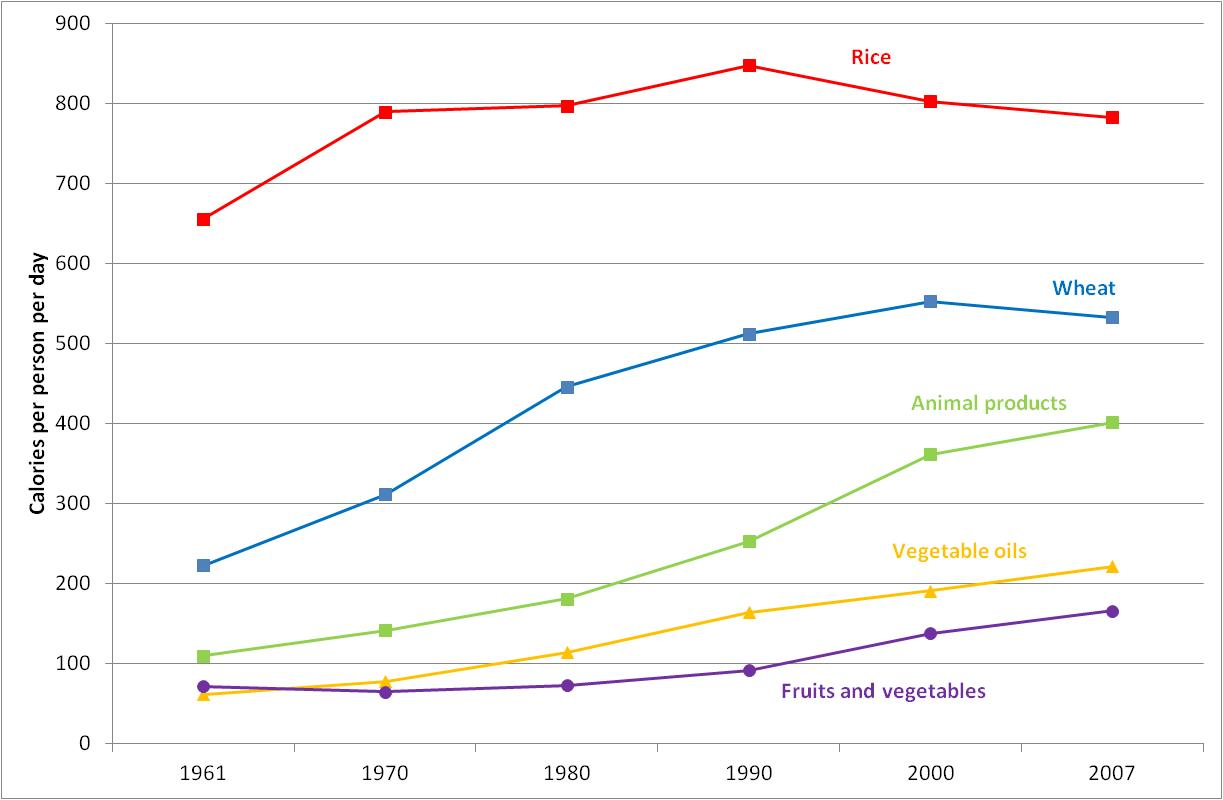 900
Rice
800
700
600
Wheat
500
Animal products
400
300
Vegetable oils
200
100
Fruits and vegetables
0
Calories per person per day
1961 1970 1980 1990 2000 2007